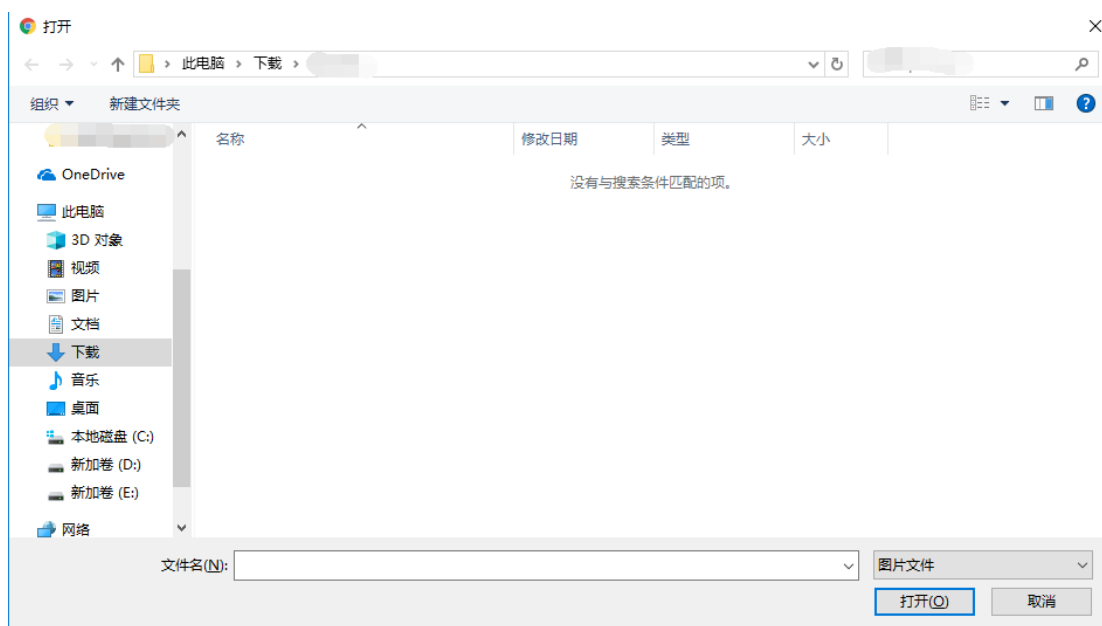 打开
此电脑 › 下载 ›
组织 新建文件夹
名称 修改日期 类型 大小
没有与搜索条件匹配的项。
OneDrive
此电脑
3D 对象
视频
图片
文档
下载
音乐
桌面
本地磁盘 (C:)
新加卷 (D:)
新加卷 (E:)
网络
文件名(N):
图片文件
打开(O) 取消